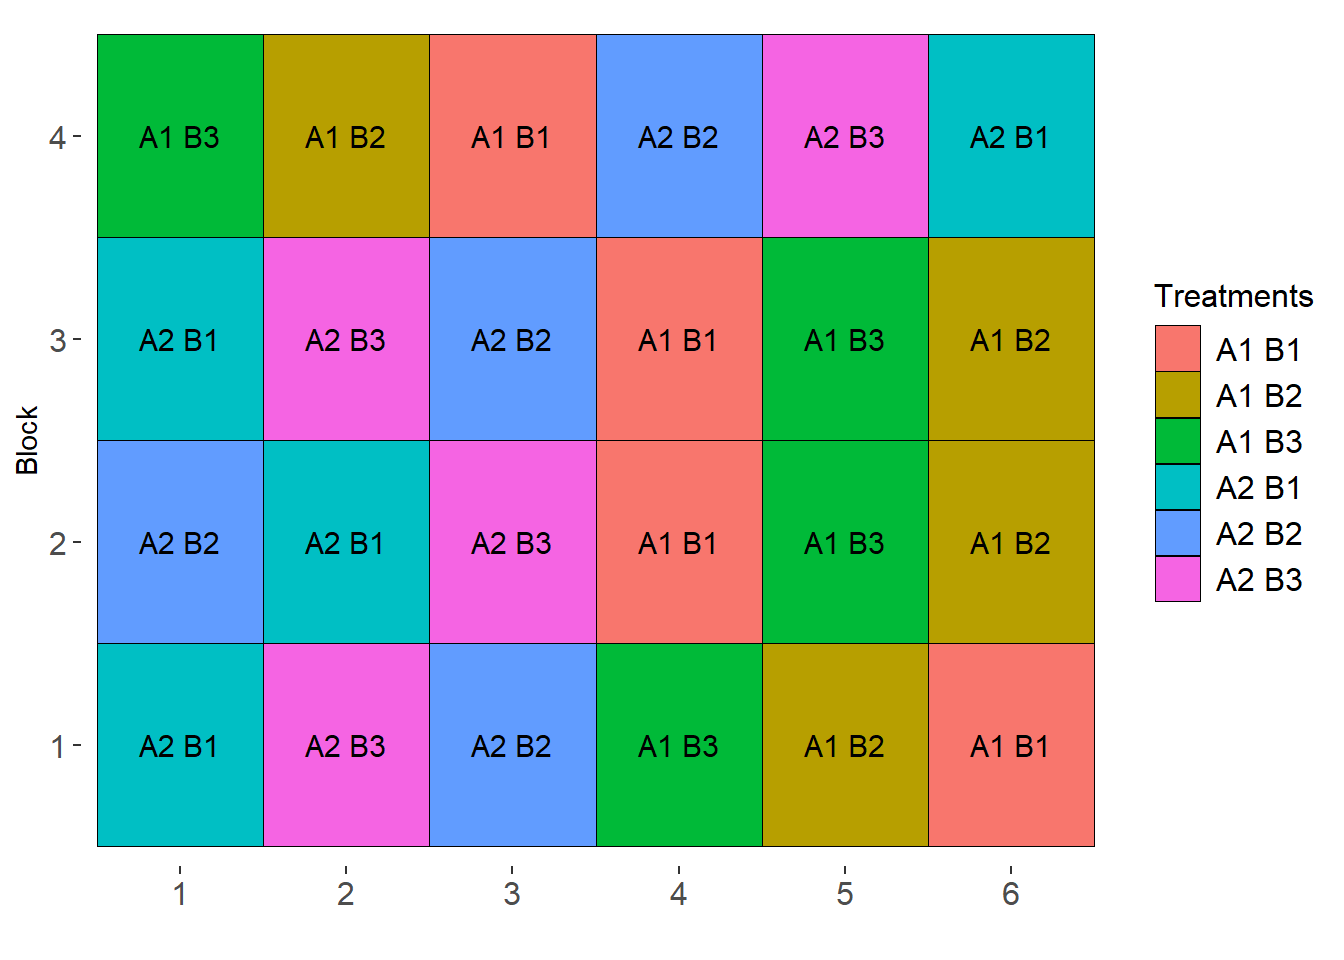 Block
4
A1 B3 A1 B2 A1 B1 A2 B2 A2 B3 A2 B1
3
A2 B1 A2 B3 A2 B2 A1 B1 A1 B3 A1 B2
2
A2 B2 A2 B1 A2 B3 A1 B1 A1 B3 A1 B2
1
A2 B1 A2 B3 A2 B2 A1 B3 A1 B2 A1 B1
1 2 3 4 5 6
Treatments
A1 B1
A1 B2
A1 B3
A2 B1
A2 B2
A2 B3